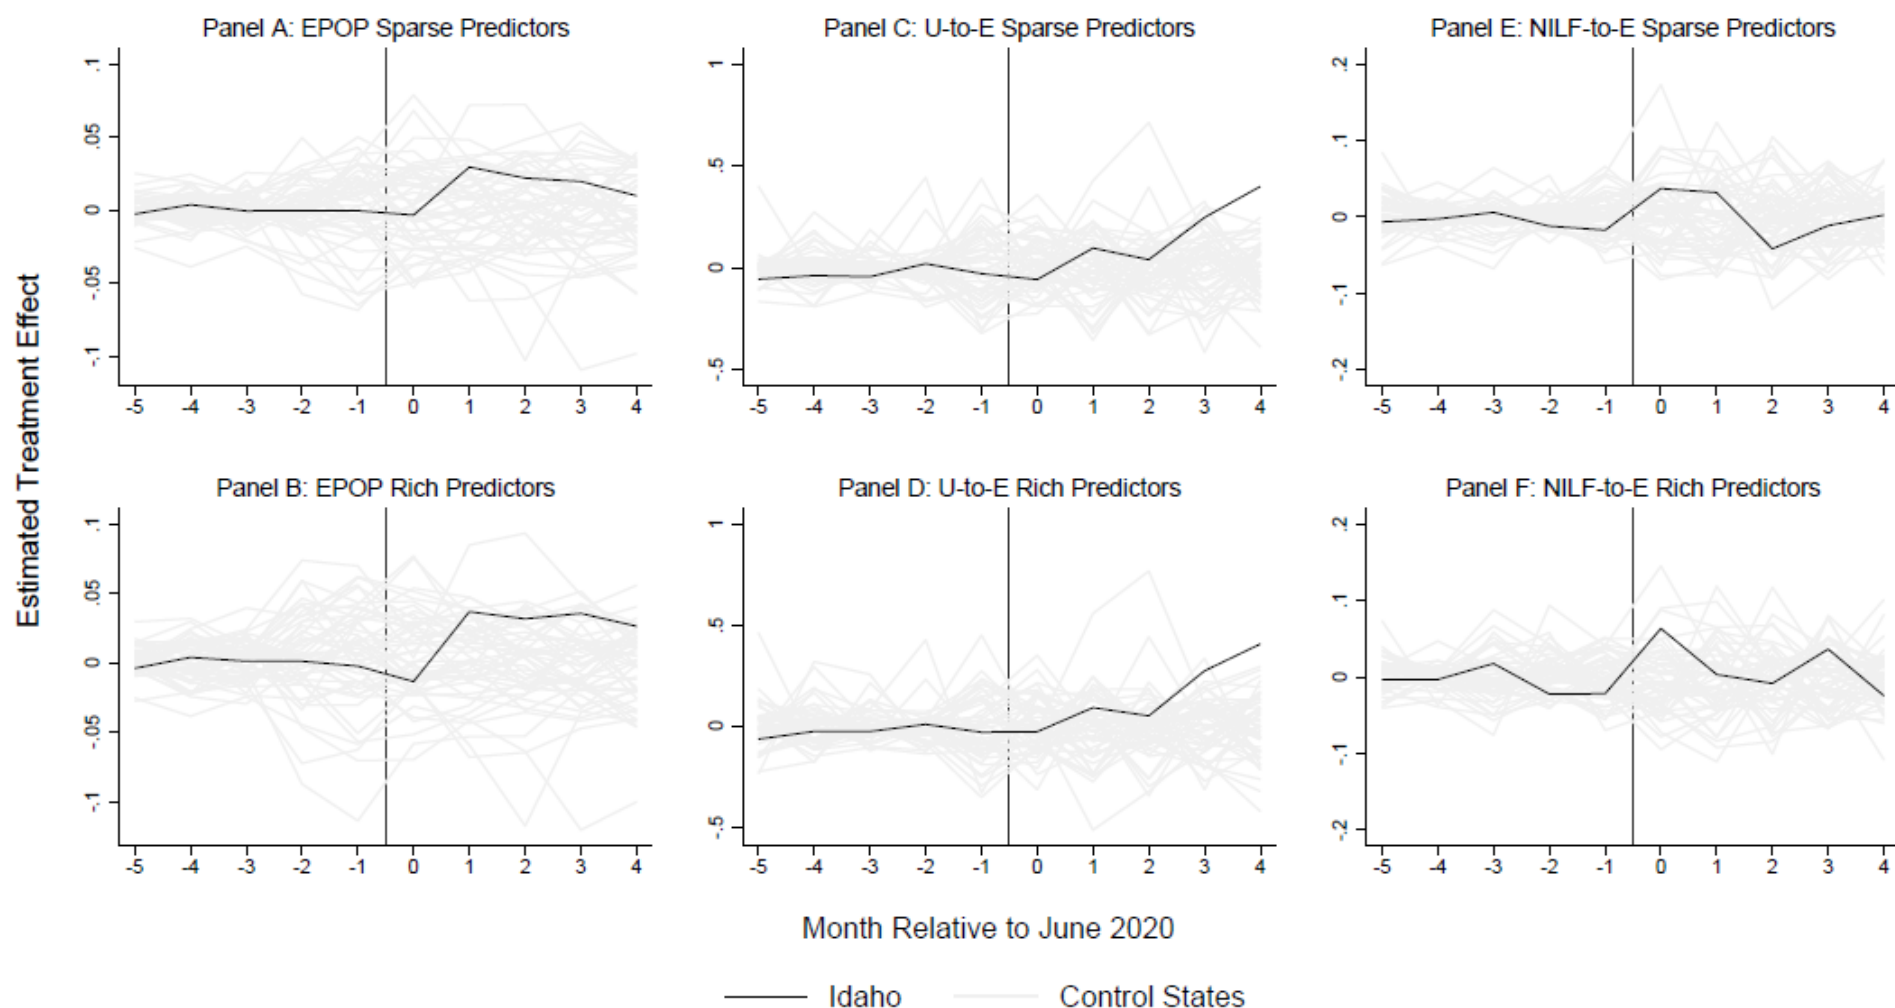 Panel A: EPOP Sparse Predictors
.1
.05
0
-.05
-.1
-5 -4 -3 -2 -1 0 1 2 3 4
Panel C: U-to-E Sparse Predictors
1
.5
0
-.5
-5 -4 -3 -2 -1 0 1 2 3 4
Panel E: NILF-to-E Sparse Predictors
.2
.1
0
-.1
-.2
-5 -4 -3 -2 -1 0 1 2 3 4
Estimated Treatment Effect
Panel B: EPOP Rich Predictors
.1
.05
0
-.05
-.1
-5 -4 -3 -2 -1 0 1 2 3 4
Panel D: U-to-E Rich Predictors
1
.5
0
-.5
-5 -4 -3 -2 -1 0 1 2 3 4
Panel F: NILF-to-E Rich Predictors
.2
.1
0
-.1
-.2
-5 -4 -3 -2 -1 0 1 2 3 4
Month Relative to June 2020
Idaho
Control States